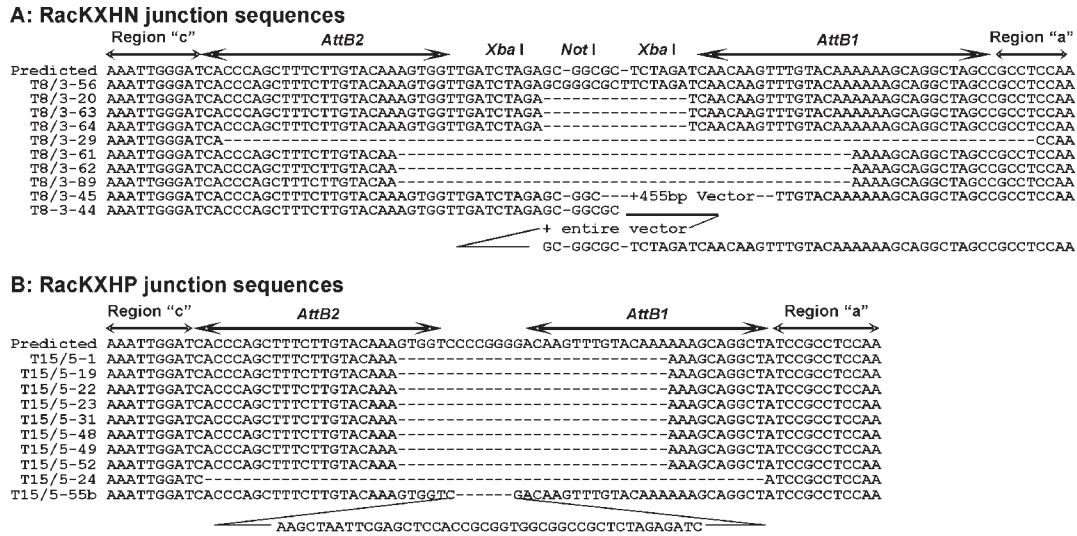 A: RacKXHN junction sequences
Region "c" AttB2 Xba I Not I Xba I AttB1 Region "a"
Predicted AAATTGGGATCACCCAGCTTTCTTGTACAAAGTGGTTGATCTAGAGC-GGCGC-TCTAGATCAACAAGTTTGTACAAAAAAGCAGGCTAGCCGCCTCCAA
T8/3-56 AAATTGGGATCACCCAGCTTTCTTGTACAAAGTGGTTGATCTAGAGCGGGCGCTTCTAGATCAACAAGTTTGTACAAAAAAGCAGGCTAGCCGCCTCCAA
T8/3-20 AAATTGGGATCACCCAGCTTTCTTGTACAAAGTGGTTGATCTAGA---------------TCAACAAGTTTGTACAAAAAAGCAGGCTAGCCGCCTCCAA
T8/3-63 AAATTGGGATCACCCAGCTTTCTTGTACAAAGTGGTTGATCTAGA---------------TCAACAAGTTTGTACAAAAAAGCAGGCTAGCCGCCTCCAA
T8/3-64 AAATTGGGATCACCCAGCTTTCTTGTACAAAGTGGTTGATCTAGA---------------TCAACAAGTTTGTACAAAAAAGCAGGCTAGCCGCCTCCAA
T8/3-29 AAATTGGGATCA------------------------------------------------------------------------------------CCAA
T8/3-61 AAATTGGGATCACCCAGCTTTCTTGTACAA-----------------------------------------------AAAAGCAGGCTAGCCGCCTCCAA
T8/3-62 AAATTGGGATCACCCAGCTTTCTTGTACAA-----------------------------------------------AAAAGCAGGCTAGCCGCCTCCAA
T8/3-89 AAATTGGGATCACCCAGCTTTCTTGTACAA-----------------------------------------------AAAAGCAGGCTAGCCGCCTCCAA
T8/3-45 AAATTGGGATCACCCAGCTTTCTTGTACAAAGTGGTTGATCTAGAGC-GGC---+455bp Vector--TTGTACAAAAAAGCAGGCTAGCCGCCTCCAA
T8-3-44 AAATTGGGATCACCCAGCTTTCTTGTACAAAGTGGTTGATCTAGAGC-GGCGC
+ entire vector
GC-GGCGC-TCTAGATCAACAAGTTTGTACAAAAAAGCAGGCTAGCCGCCTCCAA
B: RacKXHP junction sequences
Region "c" AttB2 AttB1 Region "a"
Predicted AAATTGGATCACCCAGCTTTCTTGTACAAAGTGGTCCCCGGGGACAAGTTTGTACAAAAAAGCAGGCTATCCGCCTCCAA
T15/5-1 AAATTGGATCACCCAGCTTTCTTGTACAAA----------------------------AAAGCAGGCTATCCGCCTCCAA
T15/5-19 AAATTGGATCACCCAGCTTTCTTGTACAAA----------------------------AAAGCAGGCTATCCGCCTCCAA
T15/5-22 AAATTGGATCACCCAGCTTTCTTGTACAAA----------------------------AAAGCAGGCTATCCGCCTCCAA
T15/5-23 AAATTGGATCACCCAGCTTTCTTGTACAAA----------------------------AAAGCAGGCTATCCGCCTCCAA
T15/5-31 AAATTGGATCACCCAGCTTTCTTGTACAAA----------------------------AAAGCAGGCTATCCGCCTCCAA
T15/5-48 AAATTGGATCACCCAGCTTTCTTGTACAAA----------------------------AAAGCAGGCTATCCGCCTCCAA
T15/5-49 AAATTGGATCACCCAGCTTTCTTGTACAAA----------------------------AAAGCAGGCTATCCGCCTCCAA
T15/5-52 AAATTGGATCACCCAGCTTTCTTGTACAAA----------------------------AAAGCAGGCTATCCGCCTCCAA
T15/5-24 AAATTGGATC----------------------------------------------------------ATCCGCCTCCAA
T15/5-55b AAATTGGATCACCCAGCTTTCTTGTACAAAGTGGTC------GACAAGTTTGTACAAAAAAGCAGGCTATCCGCCTCCAA
AAGCTAATTCGAGCTCCACCGCGGTGGCGGCCGCTCTAGAGATC